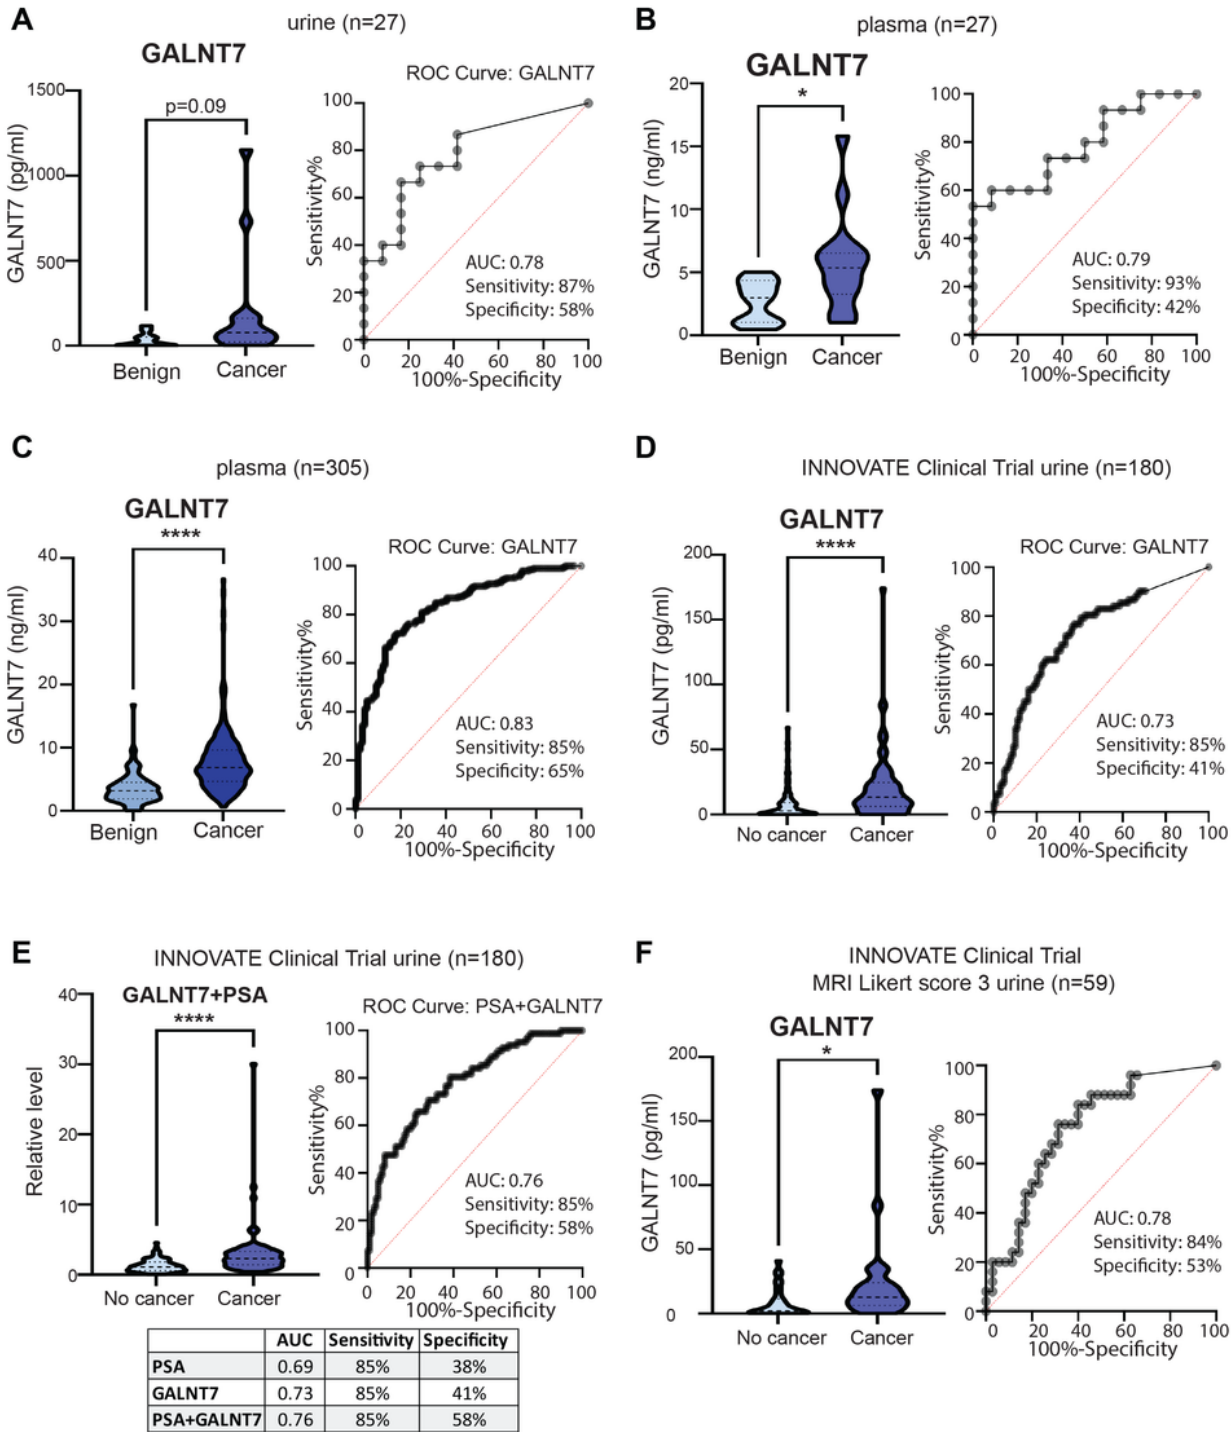 A
urine (n=27)
GALNT7
ROC Curve: GALNT7
GALNT7 (pg/ml)
1500
1000
500
0
p=0.09
Benign
Cancer
Sensitivity%
100
80
60
40
20
0
AUC: 0.78
Sensitivity: 87%
Specificity: 58%
0 20 40 60 80 100
100%-Specificity
B
plasma (n=27)
GALNT7
GALNT7 (ng/ml)
20
15
10
5
0
*
Benign
Cancer
Sensitivity%
100
80
60
40
20
0
AUC: 0.79
Sensitivity: 93%
Specificity: 42%
0 20 40 60 80 100
100%-Specificity
C
plasma (n=305)
GALNT7
****
GALNT7 (ng/ml)
40
30
20
10
0
Benign
Cancer
ROC Curve: GALNT7
Sensitivity%
100
80
60
40
20
0
AUC: 0.83
Sensitivity: 85%
Specificity: 65%
0 20 40 60 80 100
100%-Specificity
D
INNOVATE Clinical Trial urine (n=180)
GALNT7
****
GALNT7 (pg/ml)
200
150
100
50
0
No cancer
Cancer
ROC Curve: GALNT7
Sensitivity%
100
80
60
40
20
0
AUC: 0.73
Sensitivity: 85%
Specificity: 41%
0 20 40 60 80 100
100%-Specificity
E
INNOVATE Clinical Trial urine (n=180)
GALNT7+PSA
****
Relative level
40
30
20
10
0
No cancer
Cancer
ROC Curve: PSA+GALNT7
Sensitivity%
100
80
60
40
20
0
AUC: 0.76
Sensitivity: 85%
Specificity: 58%
0 20 40 60 80 100
100%-Specificity
AUC Sensitivity Specificity
PSA 0.69 85% 38%
GALNT7 0.73 85% 41%
PSA+GALNT7 0.76 85% 58%
F
INNOVATE Clinical Trial
MRI Likert score 3 urine (n=59)
GALNT7
*
GALNT7 (pg/ml)
200
150
100
50
0
No cancer
Cancer
Sensitivity%
100
80
60
40
20
0
AUC: 0.78
Sensitivity: 84%
Specificity: 53%
0 20 40 60 80 100
100%-Specificity